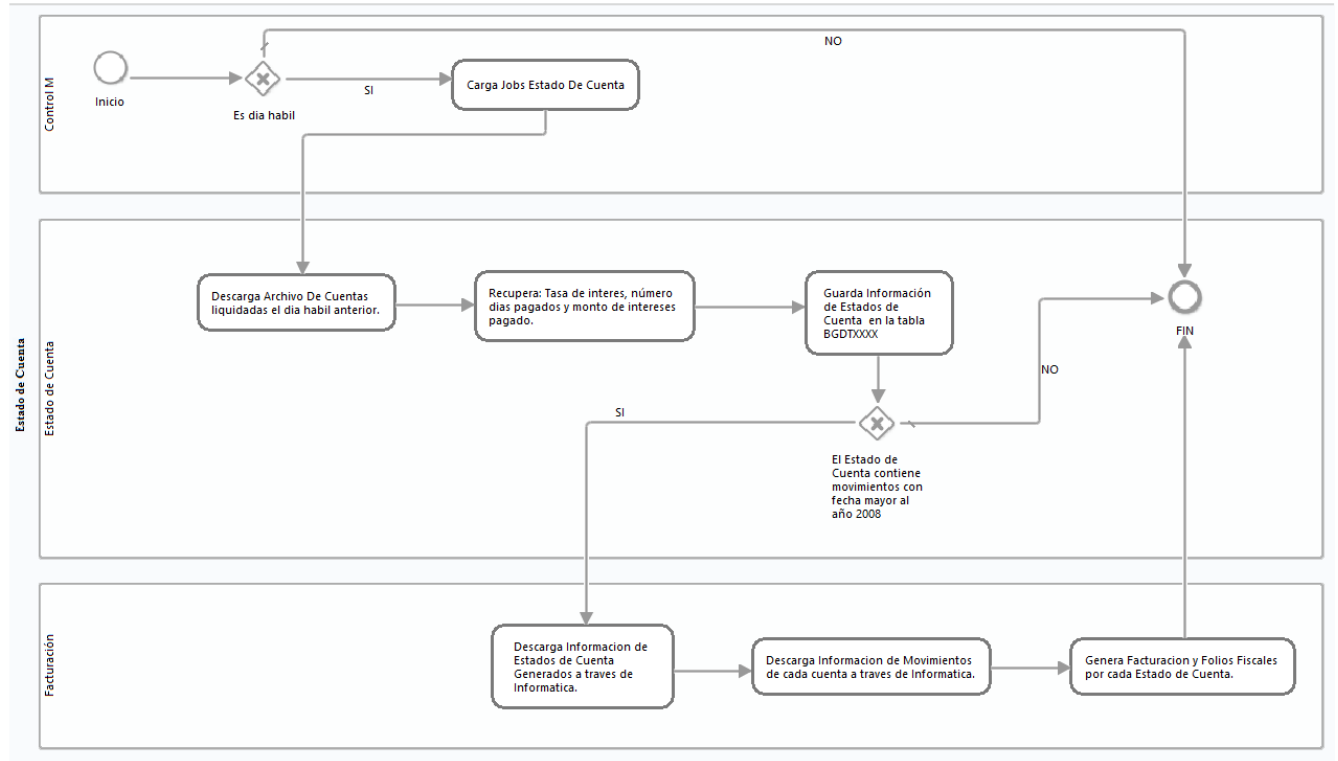 Estado de Cuenta
Control M
Inicio
Es dia habil
SI
NO
Carga Jobs Estado De Cuenta
Estado de Cuenta
Descarga Archivo De Cuentas
liquidadas el dia habil anterior.
Recupera: Tasa de interes, número
dias pagados y monto de intereses
pagado.
Guarda Información
de Estados de
Cuenta en la tabla
BGDTXXXX
FIN
NO
SI
El Estado de
Cuenta contiene
movimientos con
fecha mayor al
año 2008
Facturación
Descarga Informacion de
Estados de Cuenta
Generados a traves de
Informatica.
Descarga Informacion de Movimientos
de cada cuenta a traves de Informatica.
Genera Facturacion y Folios Fiscales
por cada Estado de Cuenta.